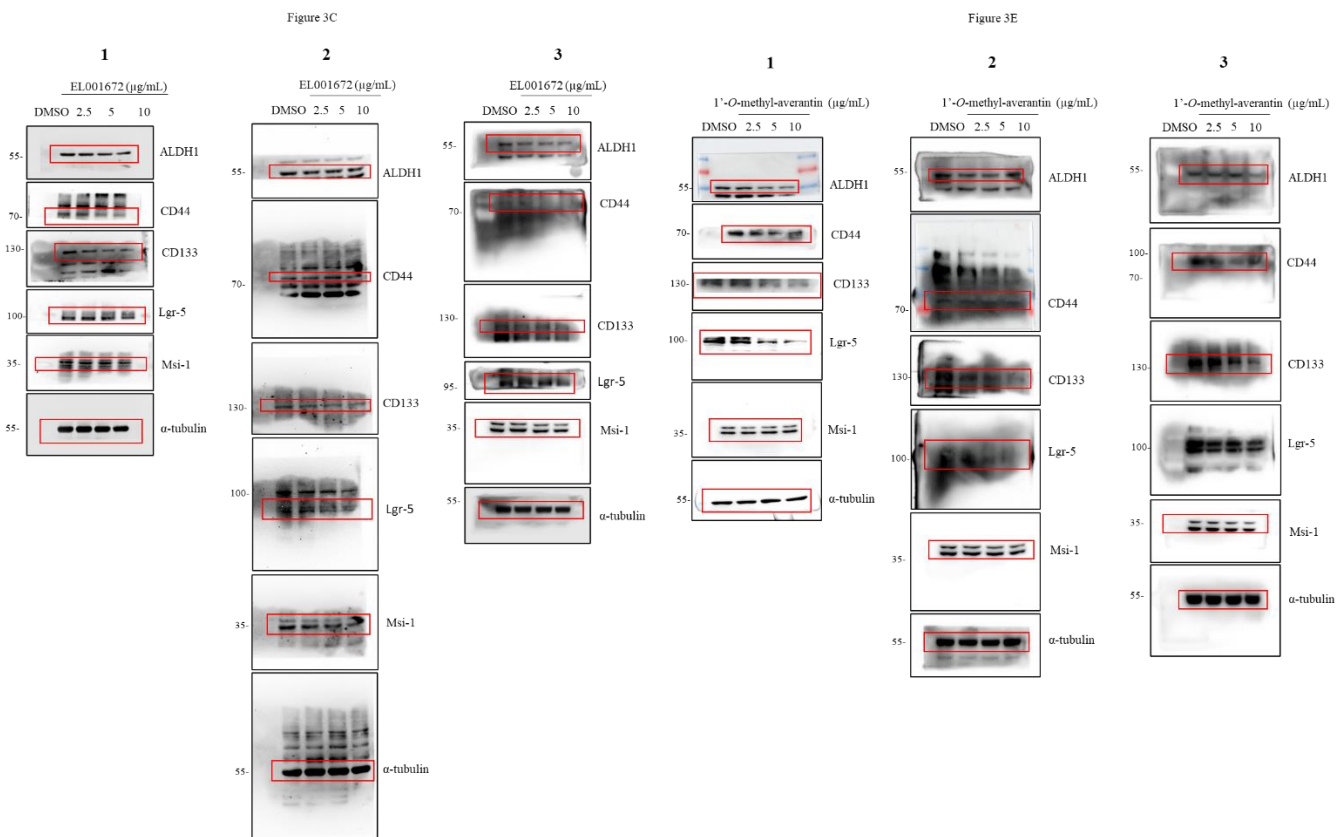 Figure 3C
1
EL001672 (µg/mL)
DMSO 2.5 5 10
55-
ALDH1
70-
CD44
130-
CD133
100-
Lgr-5
35-
Msi-1
55-
α-tubulin
2
EL001672 (µg/mL)
DMSO 2.5 5 10
55-
ALDH1
70-
CD44
130-
CD133
100-
Lgr-5
35-
Msi-1
55-
α-tubulin
3
EL001672 (µg/mL)
DMSO 2.5 5 10
55-
ALDH1
70-
CD44
130-
CD133
95-
Lgr-5
35-
Msi-1
55-
α-tubulin
Figure 3E
1
1'-O-methyl-averantin (µg/mL)
DMSO 2.5 5 10
55-
ALDH1
70-
CD44
130-
CD133
100-
Lgr-5
35-
Msi-1
55-
α-tubulin
2
1'-O-methyl-averantin (µg/mL)
DMSO 2.5 5 10
55-
ALDH1
70-
CD44
130-
CD133
100-
Lgr-5
35-
Msi-1
55-
α-tubulin
3
1'-O-methyl-averantin (µg/mL)
DMSO 2.5 5 10
55-
ALDH1
100-
CD44
70-
130-
CD133
100-
Lgr-5
35-
Msi-1
55-
α-tubulin